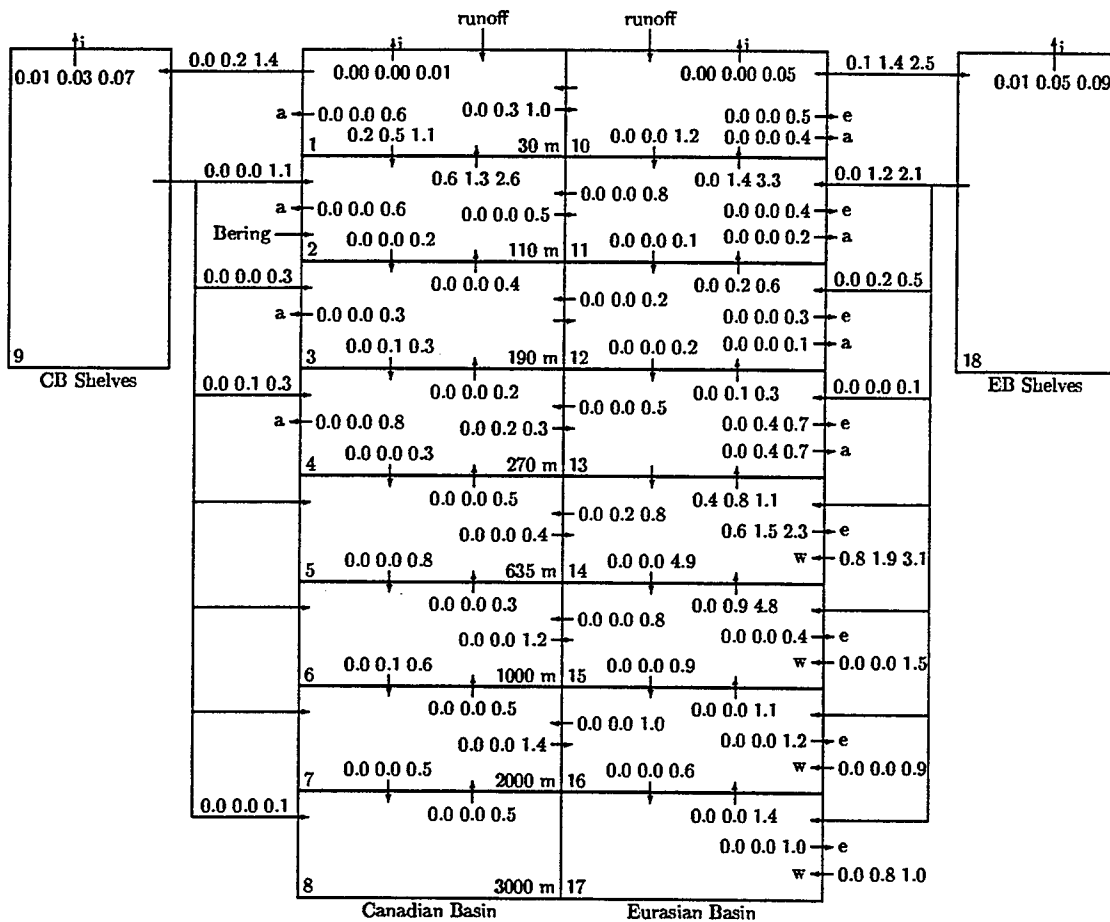 runoff runoff
i i i i
0.0 0.2 1.4 0.1 1.4 2.5
0.01 0.03 0.07 0.00 0.00 0.01 0.00 0.00 0.05 0.01 0.05 0.09
0.0 0.3 1.0
a 0.0 0.0 0.6 0.0 0.0 0.5 e
0.2 0.5 1.1 0.0 0.0 1.2 0.0 0.0 0.4 a
1 30 m 10
0.0 0.0 1.1 0.6 1.3 2.6 0.0 1.4 3.3 0.0 1.2 2.1
0.0 0.0 0.8
a 0.0 0.0 0.6 0.0 0.0 0.5 0.0 0.0 0.4 e
Bering 0.0 0.0 0.2 0.0 0.0 0.1 0.0 0.0 0.2 a
2 110 m 11
0.0 0.0 0.3 0.0 0.0 0.4 0.0 0.2 0.6 0.0 0.2 0.5
0.0 0.0 0.2
a 0.0 0.0 0.3 0.0 0.0 0.3 e
0.0 0.1 0.3 0.0 0.0 0.2 0.0 0.0 0.1 a
9 3 190 m 12 18
CB Shelves EB Shelves
0.0 0.1 0.3 0.0 0.0 0.2 0.0 0.1 0.3 0.0 0.0 0.1
0.0 0.0 0.5
a 0.0 0.0 0.8 0.0 0.2 0.3 0.0 0.4 0.7 e
0.0 0.0 0.3 0.0 0.4 0.7 a
4 270 m 13
0.0 0.0 0.5 0.4 0.8 1.1
0.0 0.2 0.8
0.0 0.0 0.4 0.6 1.5 2.3 e
0.0 0.0 0.8 0.0 0.0 4.9 w 0.8 1.9 3.1
5 635 m 14
0.0 0.0 0.3 0.0 0.9 4.8
0.0 0.0 0.8
0.0 0.0 1.2 0.0 0.0 0.4 e
0.0 0.1 0.6 0.0 0.0 0.9 w 0.0 0.0 1.5
6 1000 m 15
0.0 0.0 0.5 0.0 0.0 1.1
0.0 0.0 1.0
0.0 0.0 1.4 0.0 0.0 1.2 e
0.0 0.0 0.5 0.0 0.0 0.6 w 0.0 0.0 0.9
7 2000 m 16
0.0 0.0 0.1 0.0 0.0 0.5 0.0 0.0 1.4
0.0 0.0 1.0 e
w 0.0 0.8 1.0
8 3000 m 17
Canadian Basin Eurasian Basin